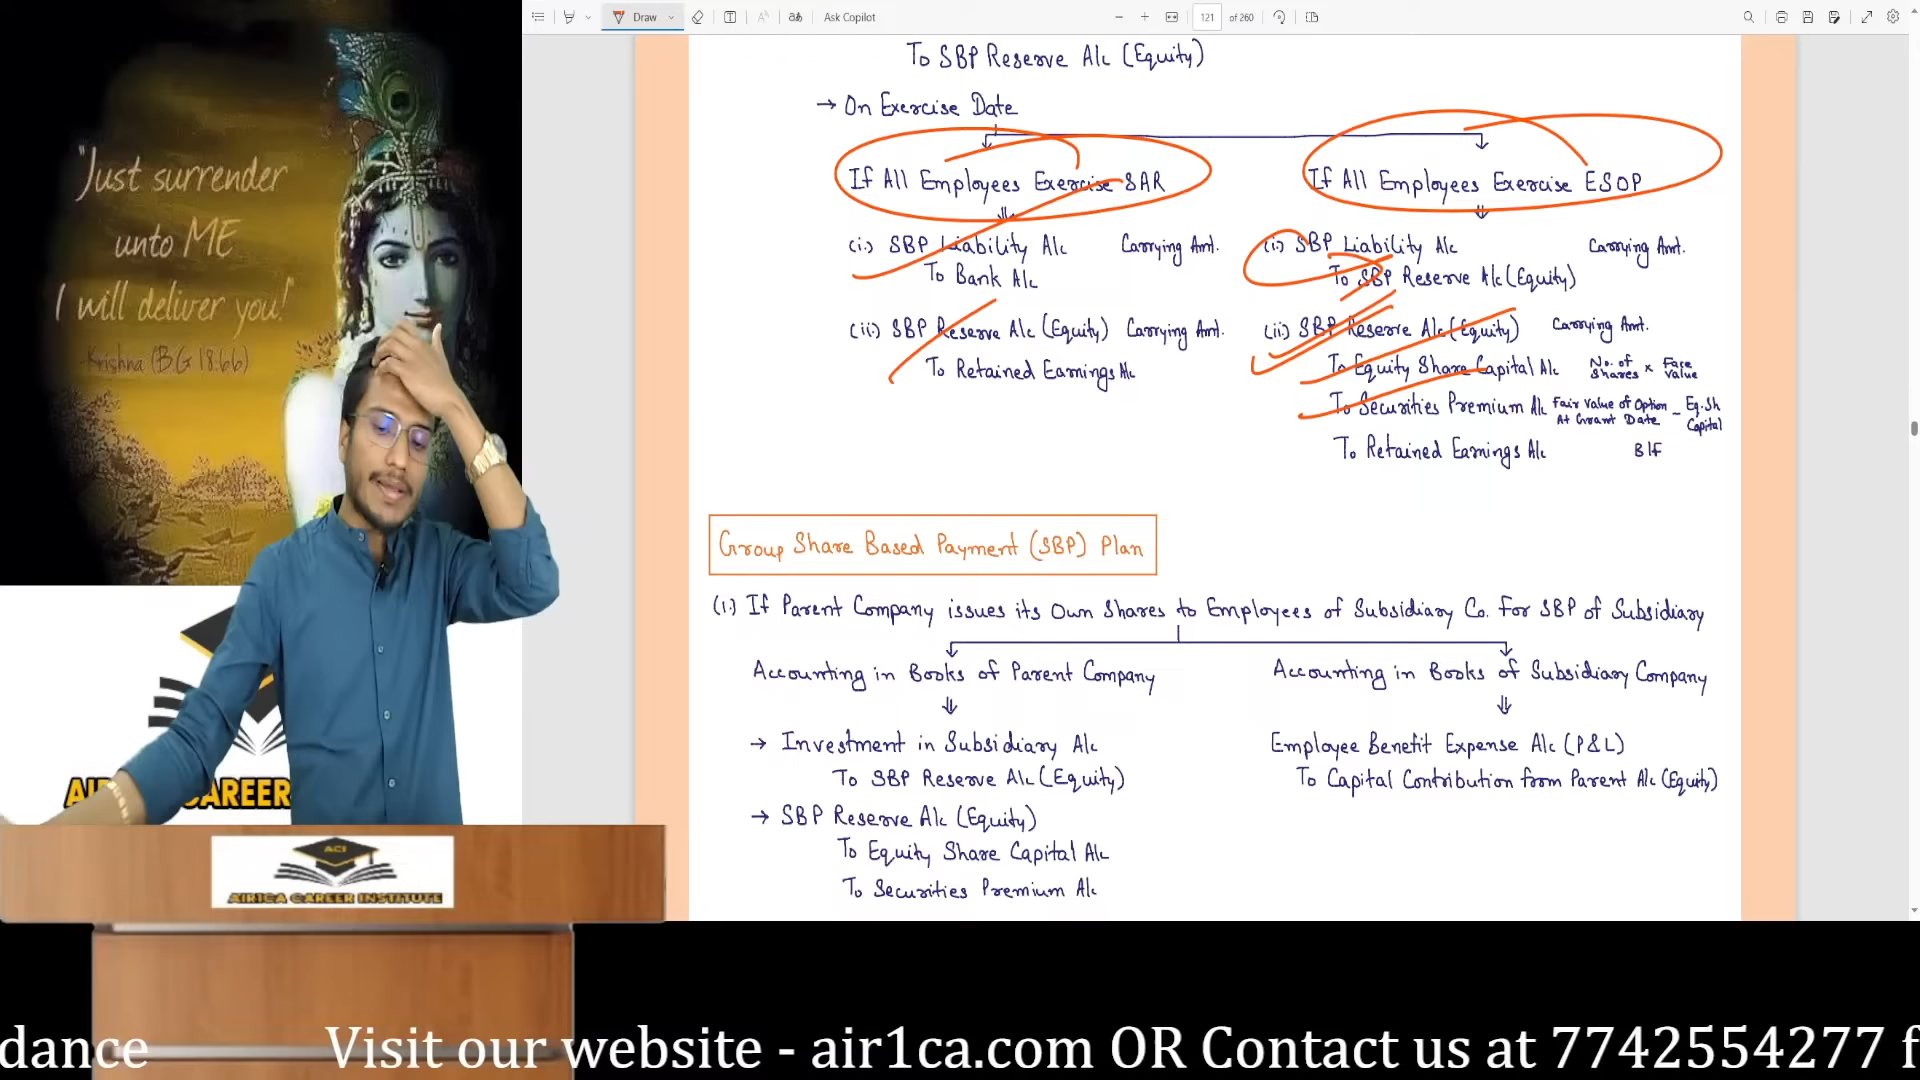 Draw
Ask Copilot
121 of 260
To SBP Reserve A/c (Equity)
→ On Exercise Date
If All Employees Exercise SAR
If All Employees Exercise ESOP
(i.) SBP Liability A/c Carrying Amt.
To Bank A/c
(ii.) SBP Reserve A/c (Equity) Carrying Amt.
To Retained Earnings A/c
(i.) SBP Liability A/c Carrying Amt.
To SBP Reserve A/c (Equity)
(ii.) SBP Reserve A/c (Equity) Carrying Amt.
To Equity Share Capital A/c No. of Shares × Face Value
To Securities Premium A/c Fair Value of Option At Grant Date - Eq. Sh Capital
To Retained Earnings A/c B/F
Group Share Based Payment (SBP) Plan
(1.) If Parent Company issues its Own Shares to Employees of Subsidiary Co. For SBP of Subsidiary
Accounting in Books of Parent Company
→ Investment in Subsidiary A/c
To SBP Reserve A/c (Equity)
→ SBP Reserve A/c (Equity)
To Equity Share Capital A/c
To Securities Premium A/c
Accounting in Books of Subsidiary Company
Employee Benefit Expense A/c (P&L)
To Capital Contribution from Parent A/c (Equity)
"Just surrender
unto ME
I will deliver you!"
-Krishna (B.G 18.66)
CAREER
ACI
AIR1CA CAREER INSTITUTE
dance Visit our website - air1ca.com OR Contact us at 7742554277 f